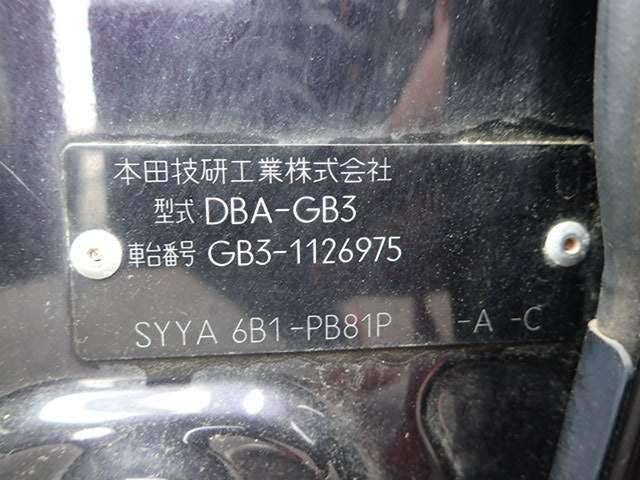 本田技研工業株式会社
型式 DBA-GB3
車台番号 GB3-1126975
SYYA 6B1-PB81P -A -C